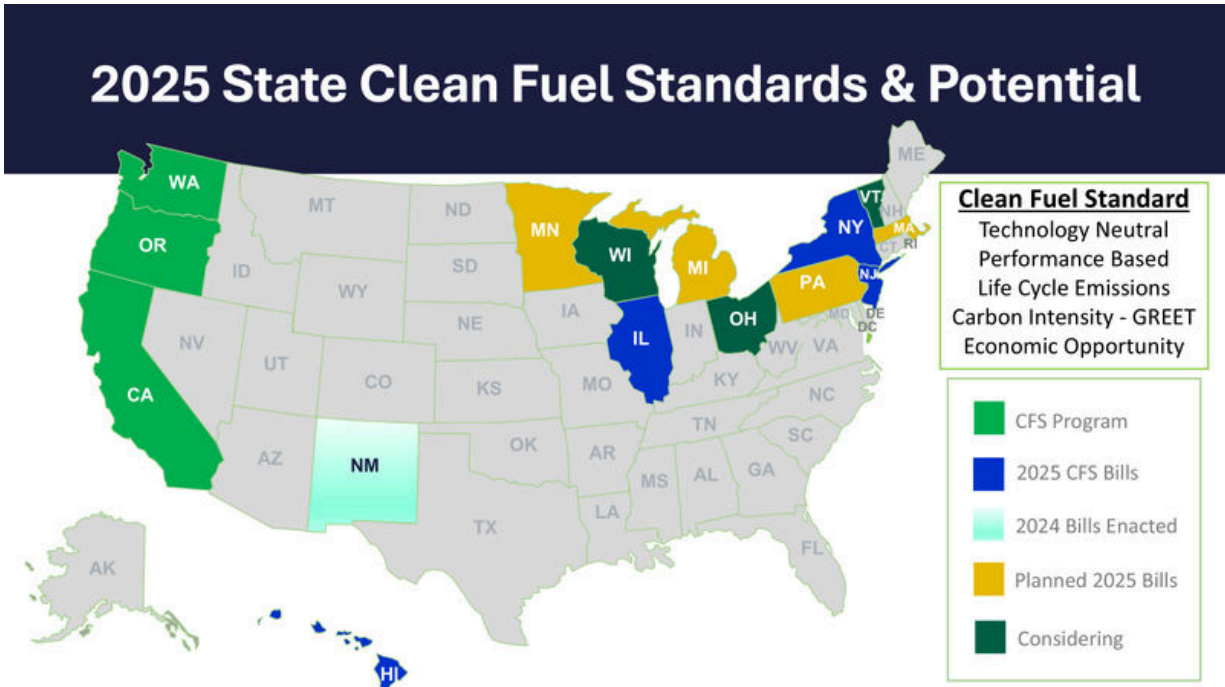 2025 State Clean Fuel Standards & Potential
WA
OR
CA
ID
NV
MT
WY
UT
AZ
CO
NM
ND
SD
NE
KS
OK
TX
MN
IA
MO
AR
LA
WI
IL
MI
IN
OH
KY
TN
MS
AL
GA
FL
SC
NC
VA
WV
PA
MD
DE
DC
NJ
NY
CT
RI
MA
VT
NH
ME
AK
HI
Clean Fuel Standard
Technology Neutral
Performance Based
Life Cycle Emissions
Carbon Intensity - GREET
Economic Opportunity
CFS Program
2025 CFS Bills
2024 Bills Enacted
Planned 2025 Bills
Considering